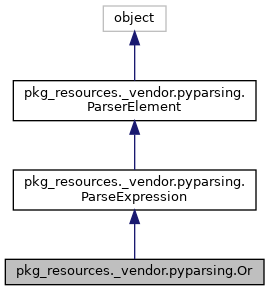 object
pkg_resources._vendor.pyparsing.
ParserElement
pkg_resources._vendor.pyparsing.
ParseExpression
pkg_resources._vendor.pyparsing.Or